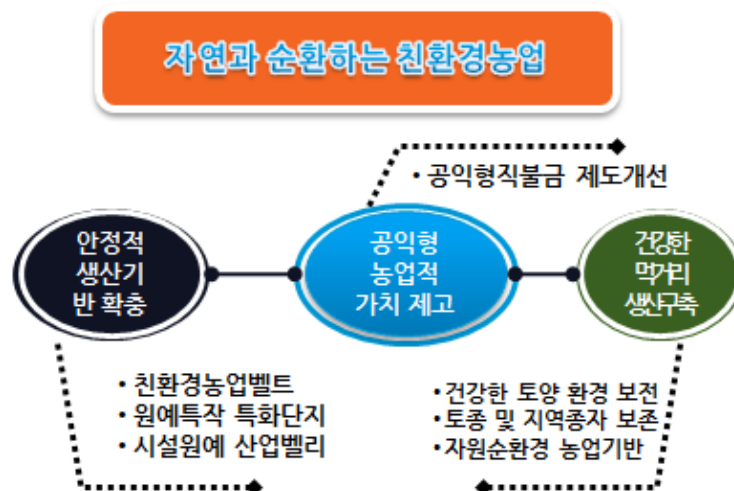 자연과 순환하는 친환경농업
• 공익형직불금 제도개선
안정적
생산기
반 확충
공익형
농업적
가치 제고
건강한
먹거리
생산구축
• 친환경농업벨트
• 원예특작 특화단지
• 시설원예 산업벨리
• 건강한 토양 환경 보전
• 토종 및 지역종자 보존
• 자원순환경 농업기반